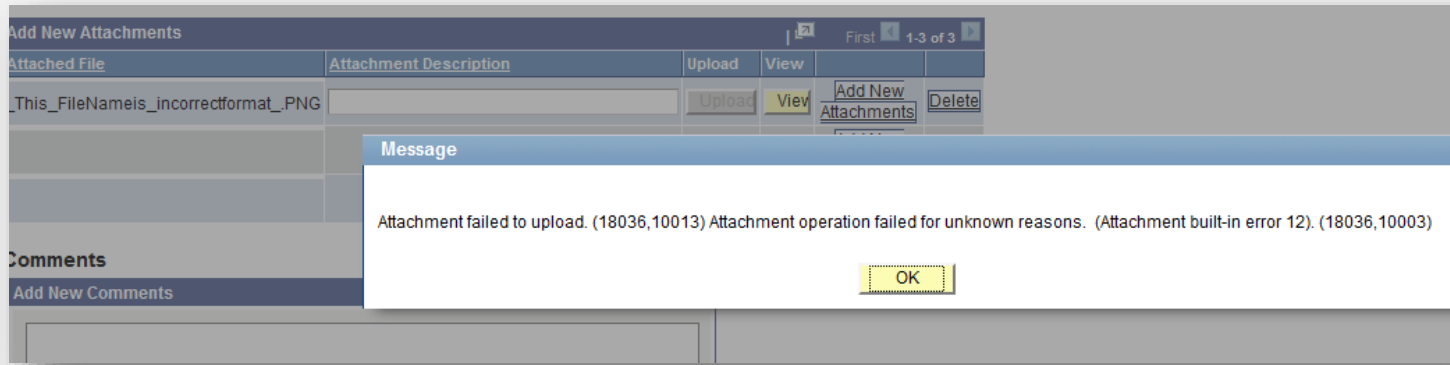 Add New Attachments
First 1-3 of 3
Attached File Attachment Description Upload View
_This_FileNameis_incorrectformat_.PNG Upload View Add New Attachments Delete
Message
Attachment failed to upload. (18036,10013) Attachment operation failed for unknown reasons. (Attachment built-in error 12). (18036,10003)
OK
Comments
Add New Comments